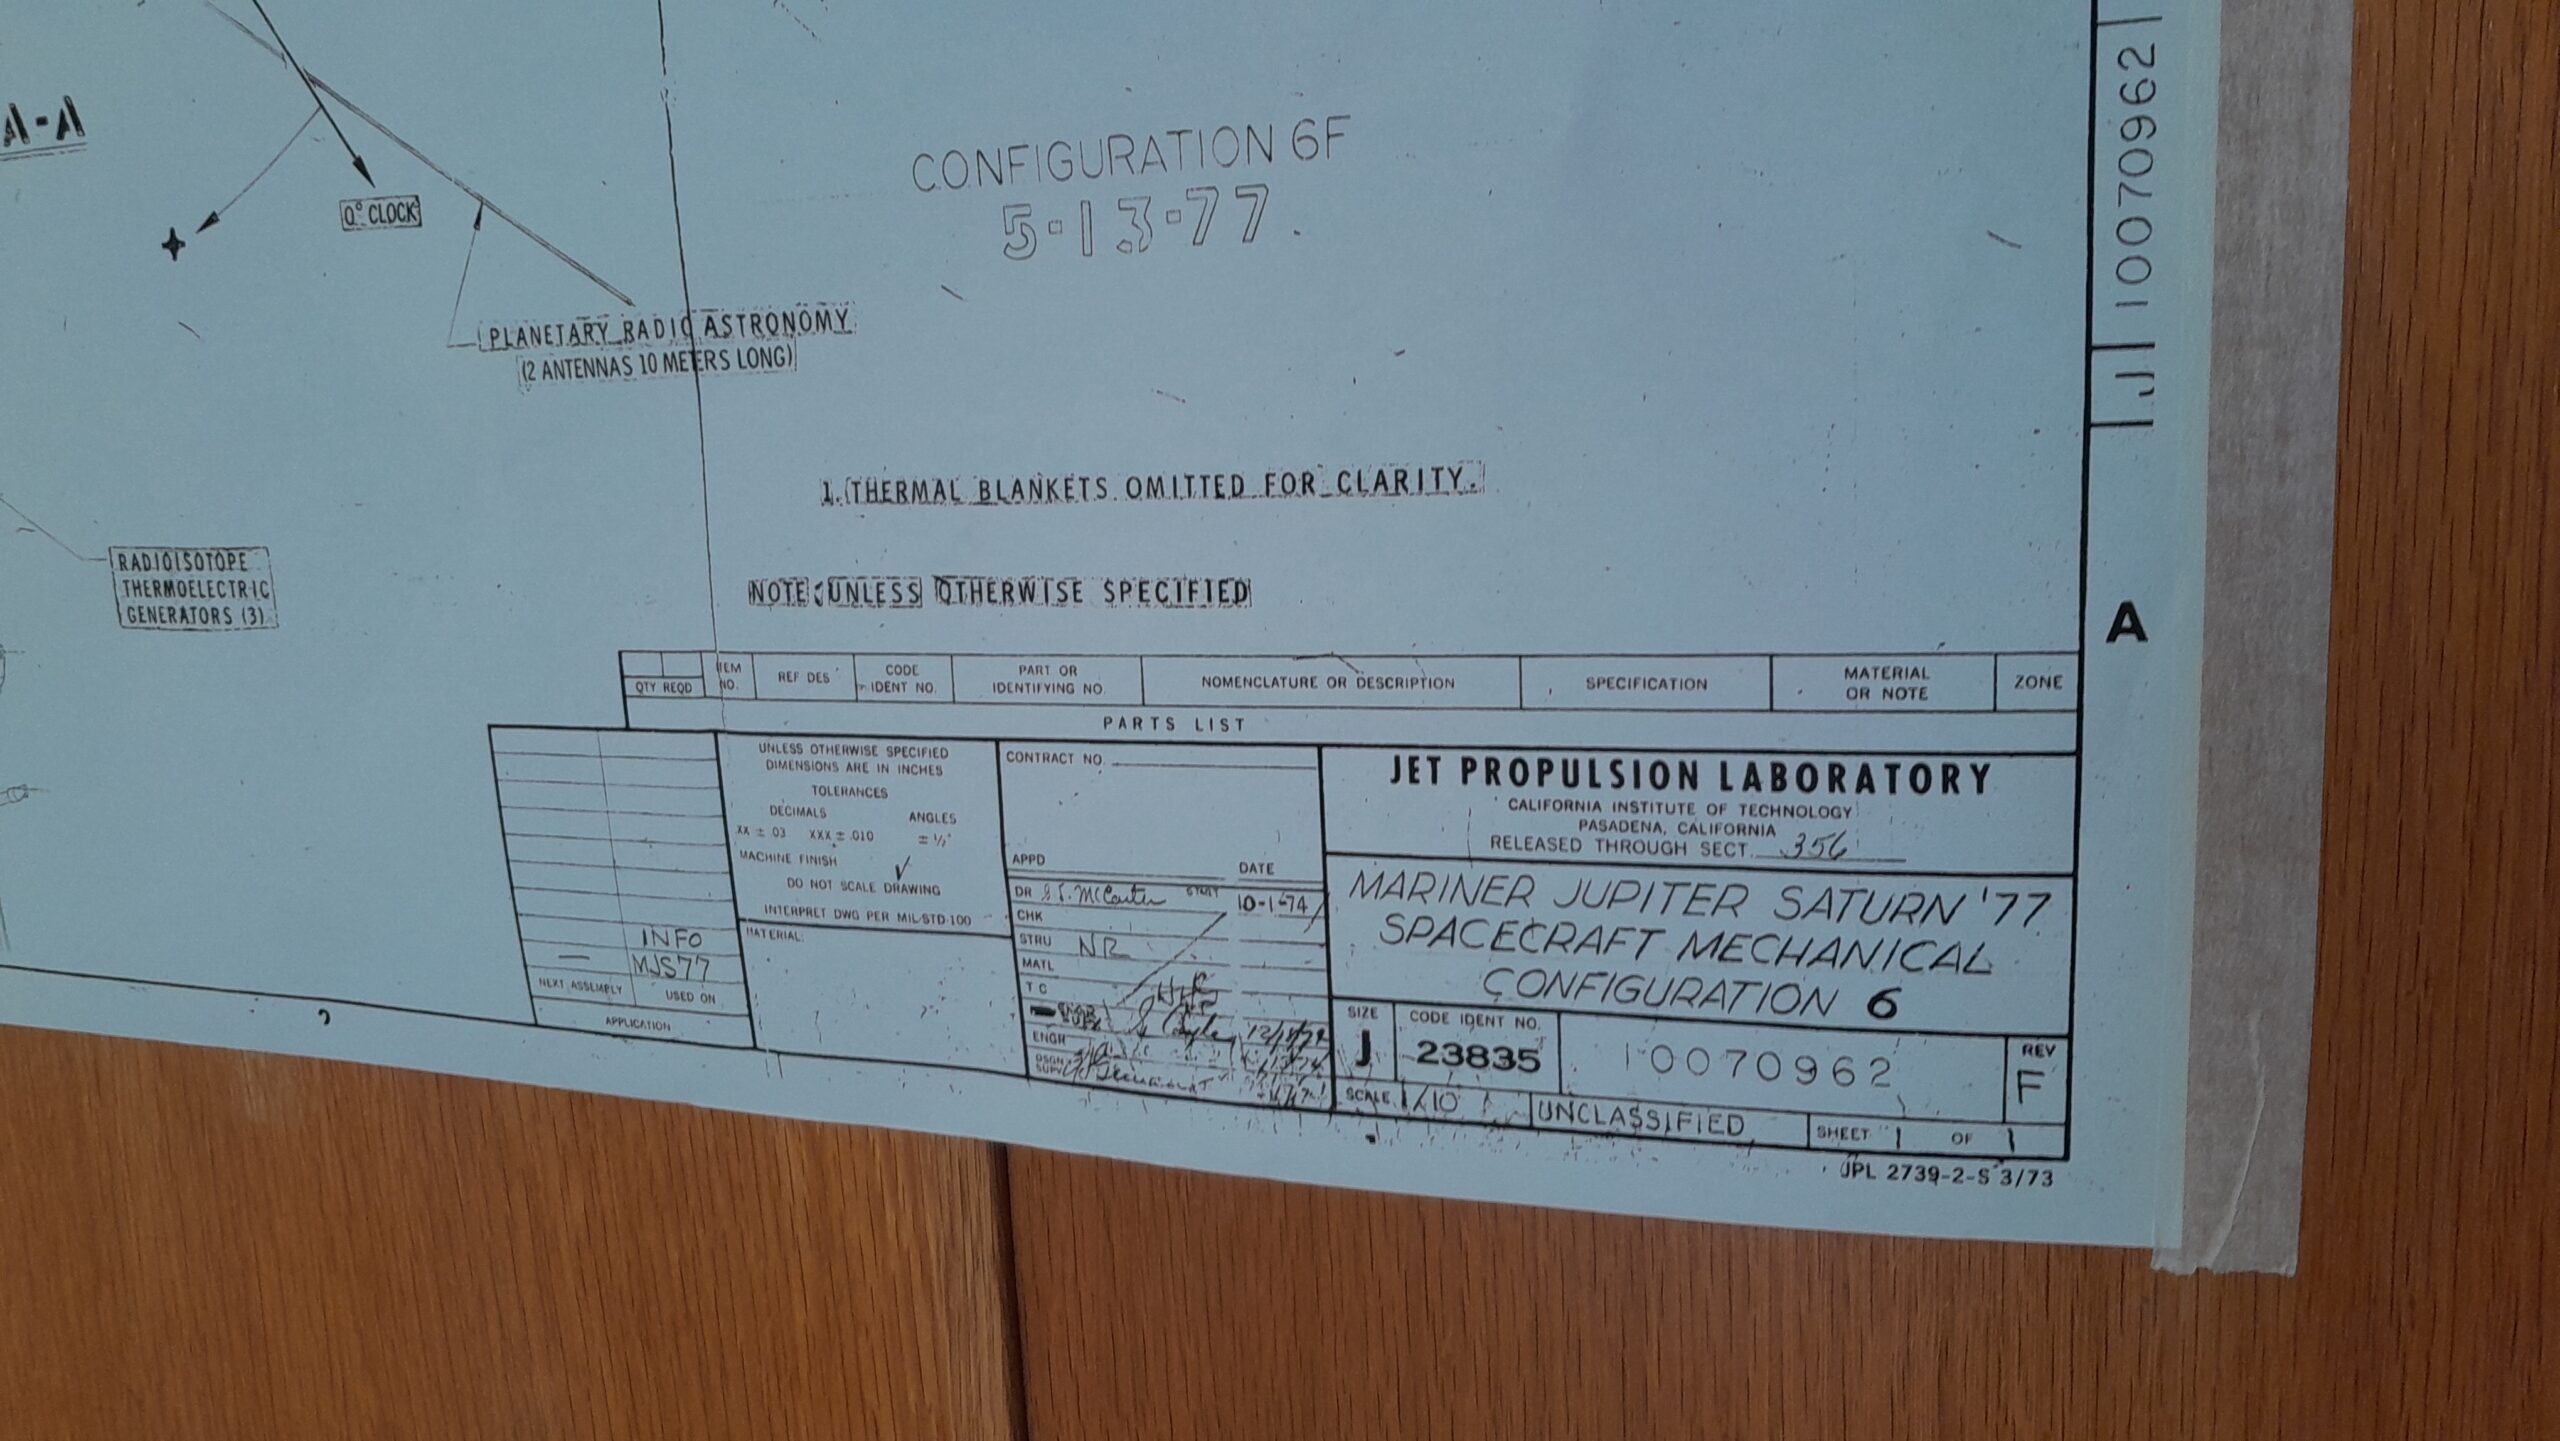 A-A
0° CLOCK
PLANETARY RADIO ASTRONOMY
(2 ANTENNAS 10 METERS LONG)
RADIOISOTOPE
THERMOELECTRIC
GENERATORS (3)
CONFIGURATION 6F
5-13-77.
1. THERMAL BLANKETS OMITTED FOR CLARITY.
NOTE: UNLESS OTHERWISE SPECIFIED
J 10070962
A
QTY REQD
ITEM
NO.
REF DES
CODE
IDENT NO.
PART OR
IDENTIFYING NO.
NOMENCLATURE OR DESCRIPTION
SPECIFICATION
MATERIAL
OR NOTE
ZONE
PARTS LIST
INFO
— MJS77
NEXT ASSEMBLY USED ON
APPLICATION
UNLESS OTHERWISE SPECIFIED
DIMENSIONS ARE IN INCHES
TOLERANCES
DECIMALS ANGLES
XX ± .03 XXX ± .010 ± 1/2°
MACHINE FINISH √
DO NOT SCALE DRAWING
INTERPRET DWG PER MIL-STD-100
MATERIAL:
CONTRACT NO.
APPD DATE
DR START 10-1-74
CHK
STRU NR
MATL
T C
ENGR
DSGN
SUPV
JET PROPULSION LABORATORY
CALIFORNIA INSTITUTE OF TECHNOLOGY
PASADENA, CALIFORNIA
RELEASED THROUGH SECT. 356
MARINER JUPITER SATURN '77
SPACECRAFT MECHANICAL
CONFIGURATION 6
SIZE
J
CODE IDENT NO.
23835
10070962
REV
F
SCALE 1/10
UNCLASSIFIED
SHEET 1 OF 1
JPL 2739-2-S 3/73